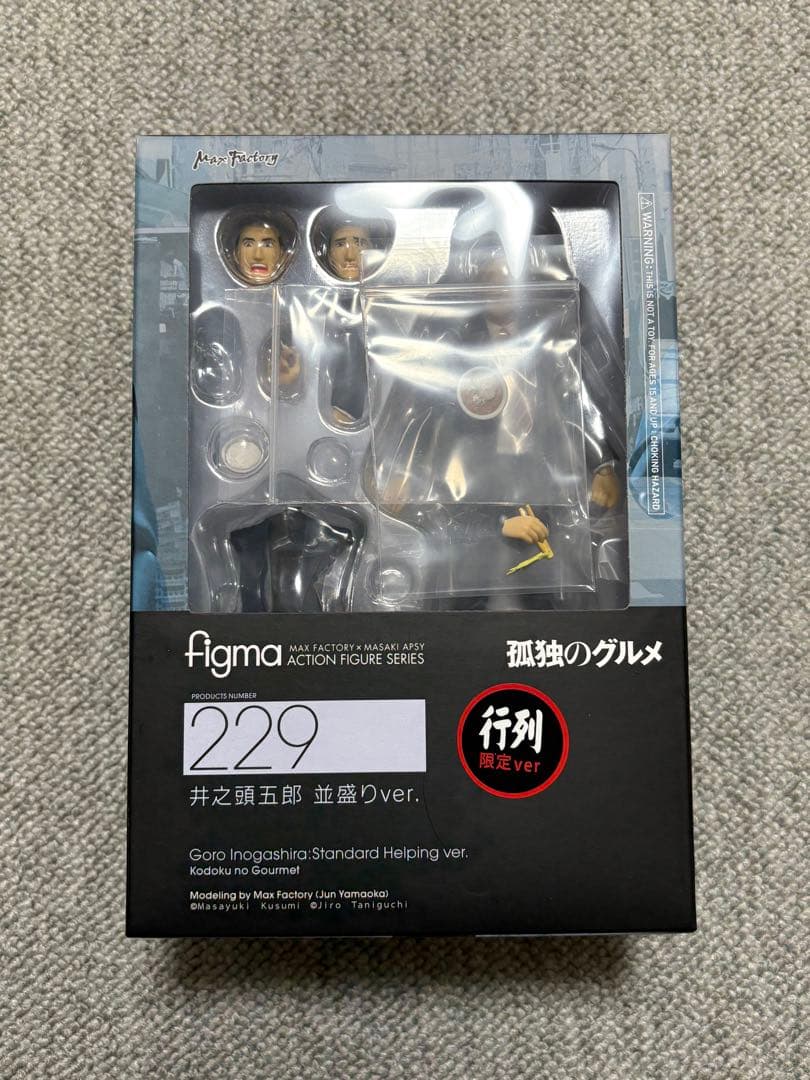 Max Factory
⚠ WARNING : THIS IS NOT A TOY. FOR AGES 15 AND UP : CHOKING HAZARD
figma
MAX FACTORY × MASAKI APSY
ACTION FIGURE SERIES
孤独のグルメ
PRODUCTS NUMBER
229
行列
限定ver
井之頭五郎 並盛りver.
Goro Inogashira:Standard Helping ver.
Kodoku no Gourmet
Modeling by Max Factory (Jun Yamaoka)
©Masayuki Kusumi ©Jiro Taniguchi